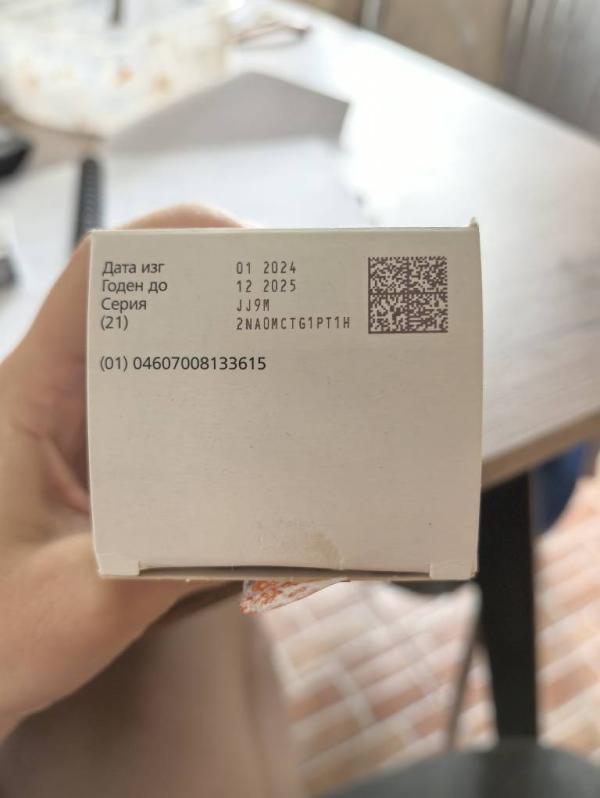 Дата изг 01 2024
Годен до 12 2025
Серия JJ9M
(21) 2NA0MCTG1PT1H
(01) 04607008133615